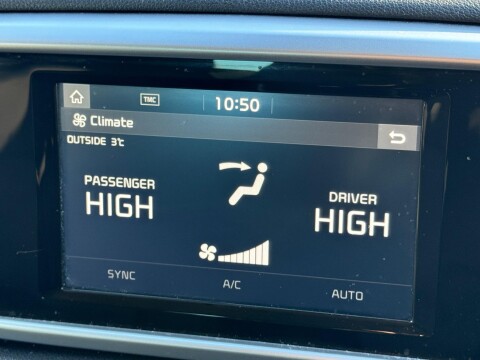 TMC
10:50
Climate
OUTSIDE 3℃
PASSENGER
HIGH
DRIVER
HIGH
SYNC
A/C
AUTO